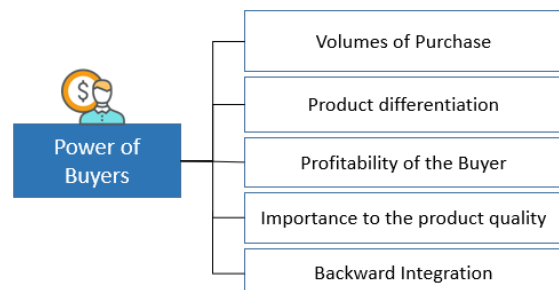 Power of
Buyers
Volumes of Purchase
Product differentiation
Profitability of the Buyer
Importance to the product quality
Backward Integration